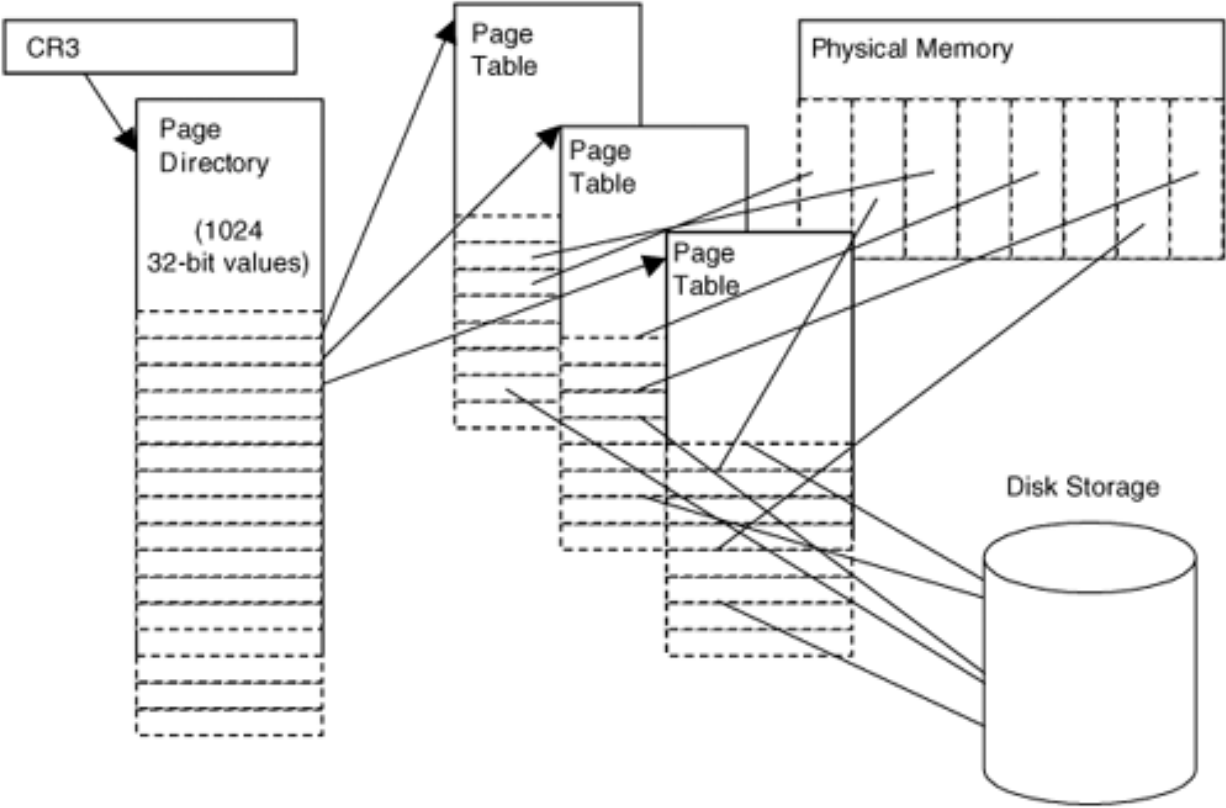 CR3
Page
Directory
(1024
32-bit values)
Page
Table
Page
Table
Page
Table
Physical Memory
Disk Storage